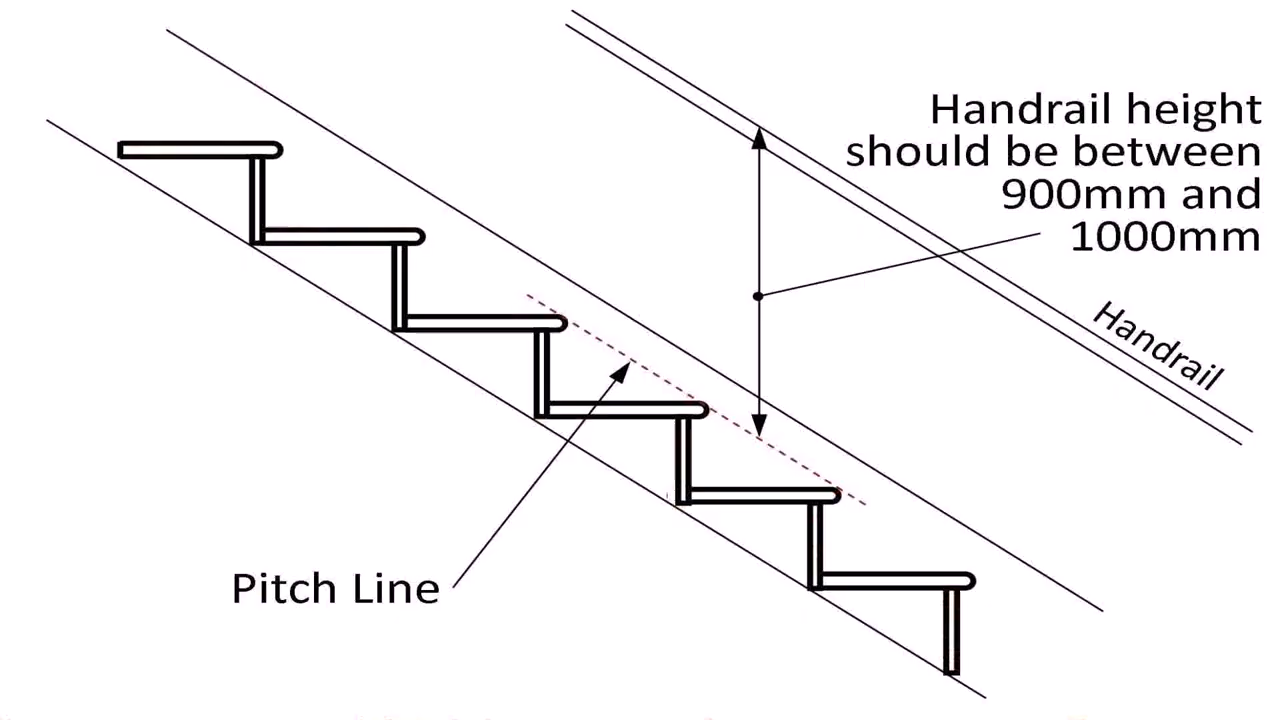 Handrail height
should be between
900mm and
1000mm
Handrail
Pitch Line